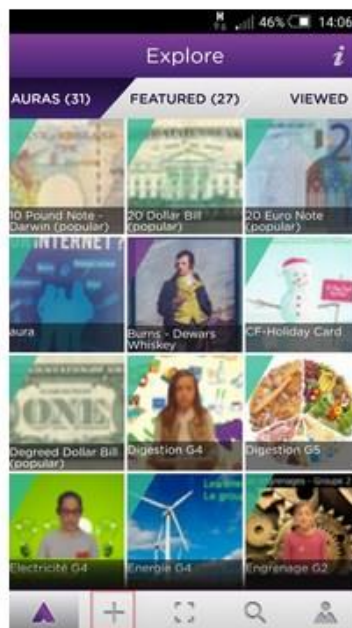 46% 14:06
Explore i
AURAS (31) FEATURED (27) VIEWED
10 Pound Note -
Darwin (popular)
20 Dollar Bill
(popular)
20 Euro Note
(popular)
INTERNET?
aura
Burns - Dewars
Whiskey
CF-Holiday Card
ONE
Degreed Dollar Bill
(popular)
Digestion G4
Digestion G5
Electricité G4
Energie G4
Engrenage G2